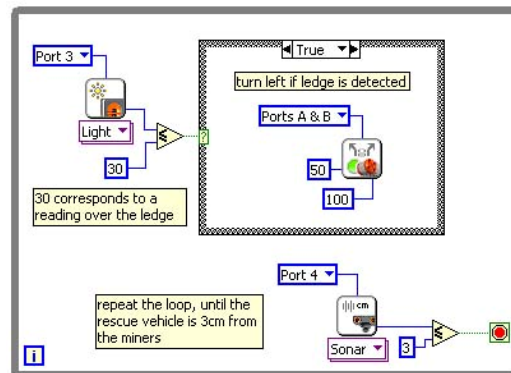 Port 3
True
turn left if ledge is detected
Light
Ports A & B
30
50
100
30 corresponds to a
reading over the ledge
Port 4
cm
repeat the loop, until the
rescue vehicle is 3cm from
the miners
Sonar
3
i
?